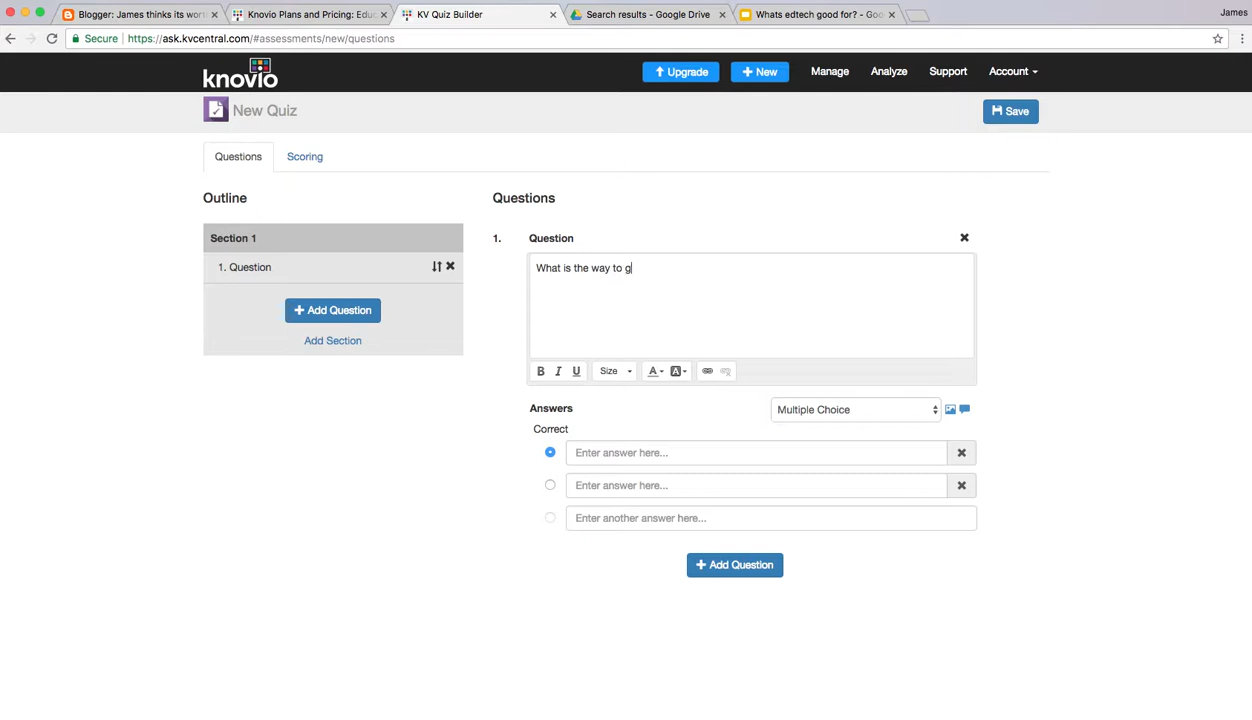 Blogger: James thinks its wort
Knovio Plans and Pricing: Educ
KV Quiz Builder
Search results - Google Drive
Whats edtech good for? - Goo
James
Secure https://ask.kvcentral.com/#assessments/new/questions
knovio
Upgrade
New
Manage
Analyze
Support
Account
New Quiz
Save
Questions
Scoring
Outline
Section 1
1. Question
Add Question
Add Section
Questions
1. Question
What is the way to g
B I U Size A A
Answers
Multiple Choice
Correct
Enter answer here...
Enter answer here...
Enter another answer here...
Add Question